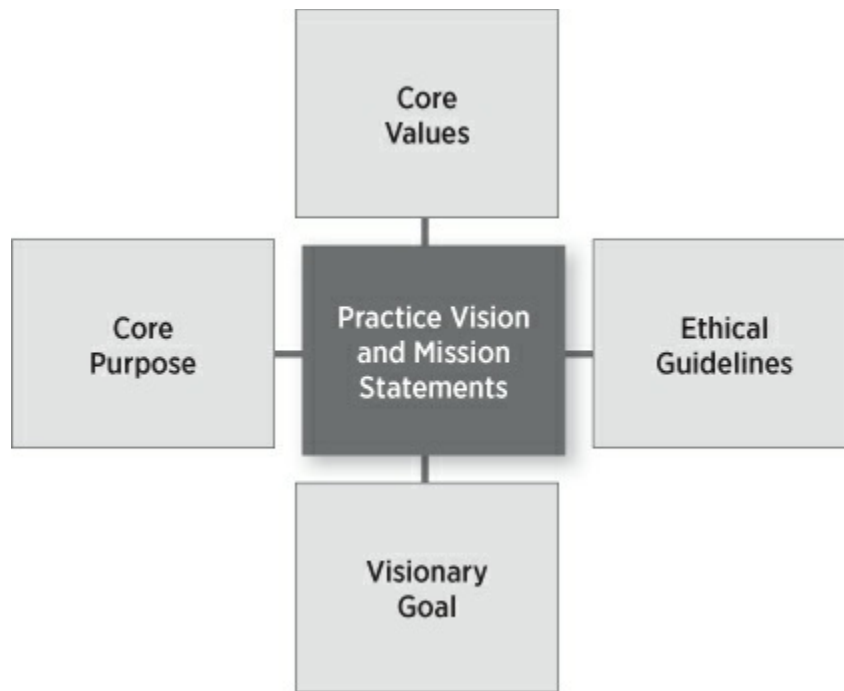 Core
Values
Core
Purpose
Practice Vision
and Mission
Statements
Ethical
Guidelines
Visionary
Goal